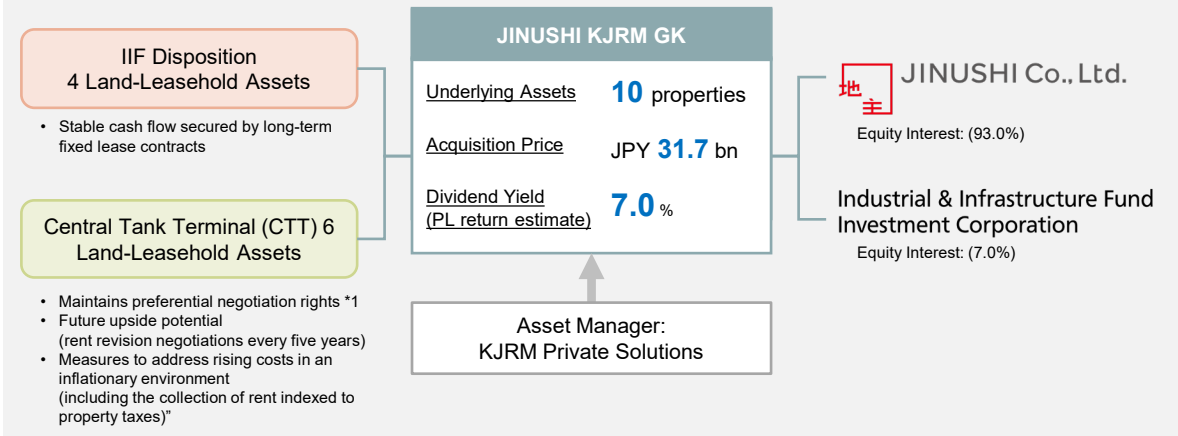 IIF Disposition
4 Land-Leasehold Assets
• Stable cash flow secured by long-term
fixed lease contracts
Central Tank Terminal (CTT) 6
Land-Leasehold Assets
• Maintains preferential negotiation rights *1
• Future upside potential
(rent revision negotiations every five years)
• Measures to address rising costs in an
inflationary environment
(including the collection of rent indexed to
property taxes)”
JINUSHI KJRM GK
Underlying Assets 10 properties
Acquisition Price JPY 31.7 bn
Dividend Yield
(PL return estimate) 7.0 %
Asset Manager:
KJRM Private Solutions
地主
JINUSHI Co., Ltd.
Equity Interest: (93.0%)
Industrial & Infrastructure Fund
Investment Corporation
Equity Interest: (7.0%)